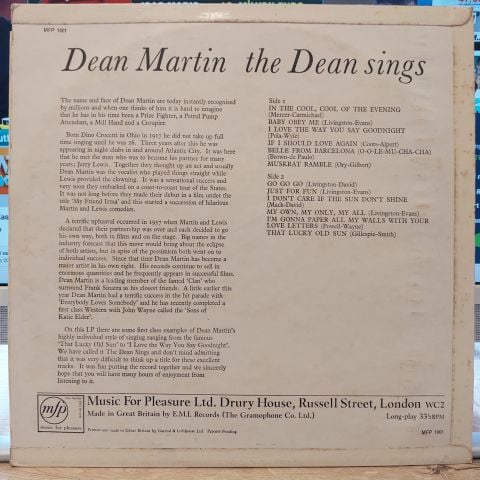 MFP 1001
Dean Martin the Dean sings
The name and face of Dean Martin are today instantly recognised
by millions and when one thinks of him it is hard to imagine
that he has in his time been a Prize Fighter, a Petrol Pump
Attendant, a Mill Hand and a Croupier.
Born Dino Crocetti in Ohio in 1917 he did not take up full
time singing until he was 26. Three years after this he was
appearing in night clubs in and around Atlantic City. It was here
that he met the man who was to become his partner for many
years; Jerry Lewis. Together they thought up an act and usually
Dean Martin was the vocalist who played things straight while
Lewis provided the clowning. It was a sensational success and
very soon they embarked on a coast-to-coast tour of the States.
It was not long before they made their debut in a film under the
title 'My Friend Irma' and this started a succession of hilarious
Martin and Lewis comedies.
A terrific upheaval occurred in 1957 when Martin and Lewis
declared that their partnership was over and each decided to go
his own way, both in films and on the stage. Big names in the
industry forecast that this move would bring about the eclipse
of both artists, but in spite of the pessimism both went on to
individual success. Since that time Dean Martin has become a
major artist in his own right. His records continue to sell in
enormous quantities and he frequently appears in successful films.
Dean Martin is a leading member of the famed 'Clan' who
surround Frank Sinatra as his closest friends. A little earlier this
year Dean Martin had a terrific success in the hit parade with
'Everybody Loves Somebody' and he has recently completed a
first class Western with John Wayne called the 'Sons of
Katie Elder'.
On this LP there are some first class examples of Dean Martin's
highly individual style of singing ranging from the famous
"That Lucky Old Sun" to "I Love the Way You Say Goodnight".
We have called it The Dean Sings and don't mind admitting
that it was very difficult to think up a title for these excellent
tracks. It was fun putting the record together and we sincerely
hope that you will have many hours of enjoyment from
listening to it.
Side 1
IN THE COOL, COOL OF THE EVENING
(Mercer-Carmichael)
BABY OBEY ME (Livingston-Evans)
I LOVE THE WAY YOU SAY GOODNIGHT
(Pola-Wyle)
IF I SHOULD LOVE AGAIN (Coots-Alpert)
BELLE FROM BARCELONA (O-O-LE-MU-CHA-CHA)
(Brown-de Paulo)
MUSKRAT RAMBLE (Ory-Gilbert)
Side 2
GO GO GO (Livingston-David)
JUST FOR FUN (Livingston-Evans)
I DON'T CARE IF THE SUN DON'T SHINE
(Mack-David)
MY OWN, MY ONLY, MY ALL (Livingston-Evans)
I'M GONNA PAPER ALL MY WALLS WITH YOUR
LOVE LETTERS (Powell-Wayne)
THAT LUCKY OLD SUN (Gillespie-Smith)
mfp
music for pleasure
Music For Pleasure Ltd. Drury House, Russell Street, London WC2
Made in Great Britain by E.M.I. Records (The Gramophone Co. Ltd.)
Long-play 33⅓ RPM
Printed and made in Great Britain by Garrod & Lofthouse Ltd. Patents Pending
MFP 1001